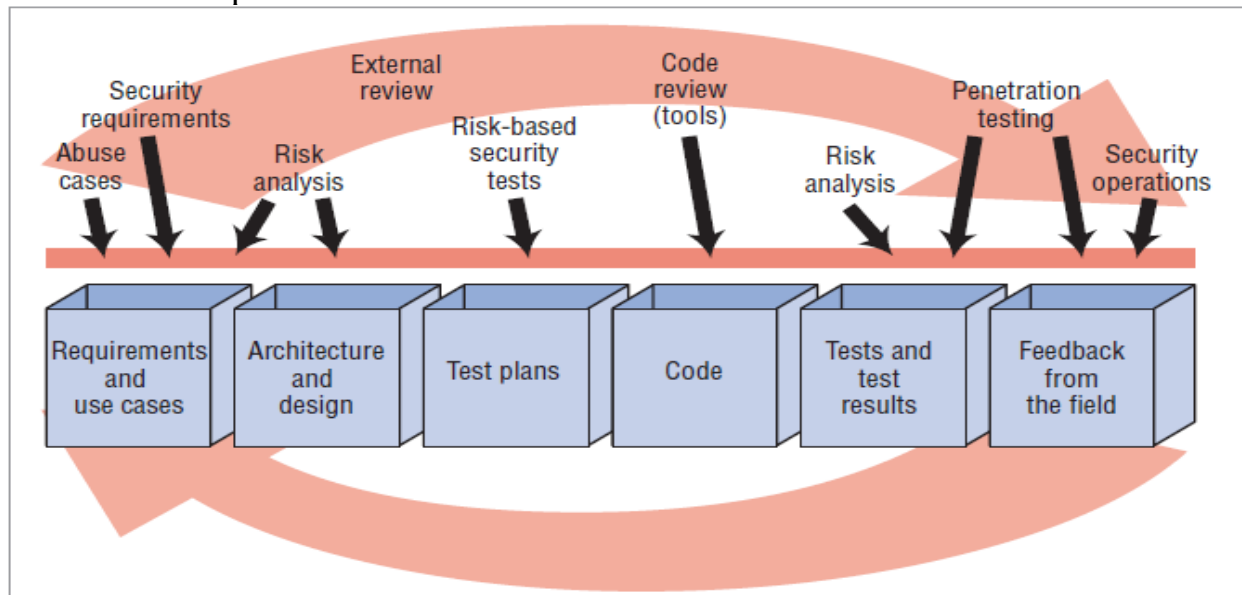 Security
requirements
Abuse
cases
Risk
analysis
External
review
Risk-based
security
tests
Code
review
(tools)
Risk
analysis
Penetration
testing
Security
operations
Requirements
and
use cases
Architecture
and
design
Test plans
Code
Tests and
test
results
Feedback
from
the field